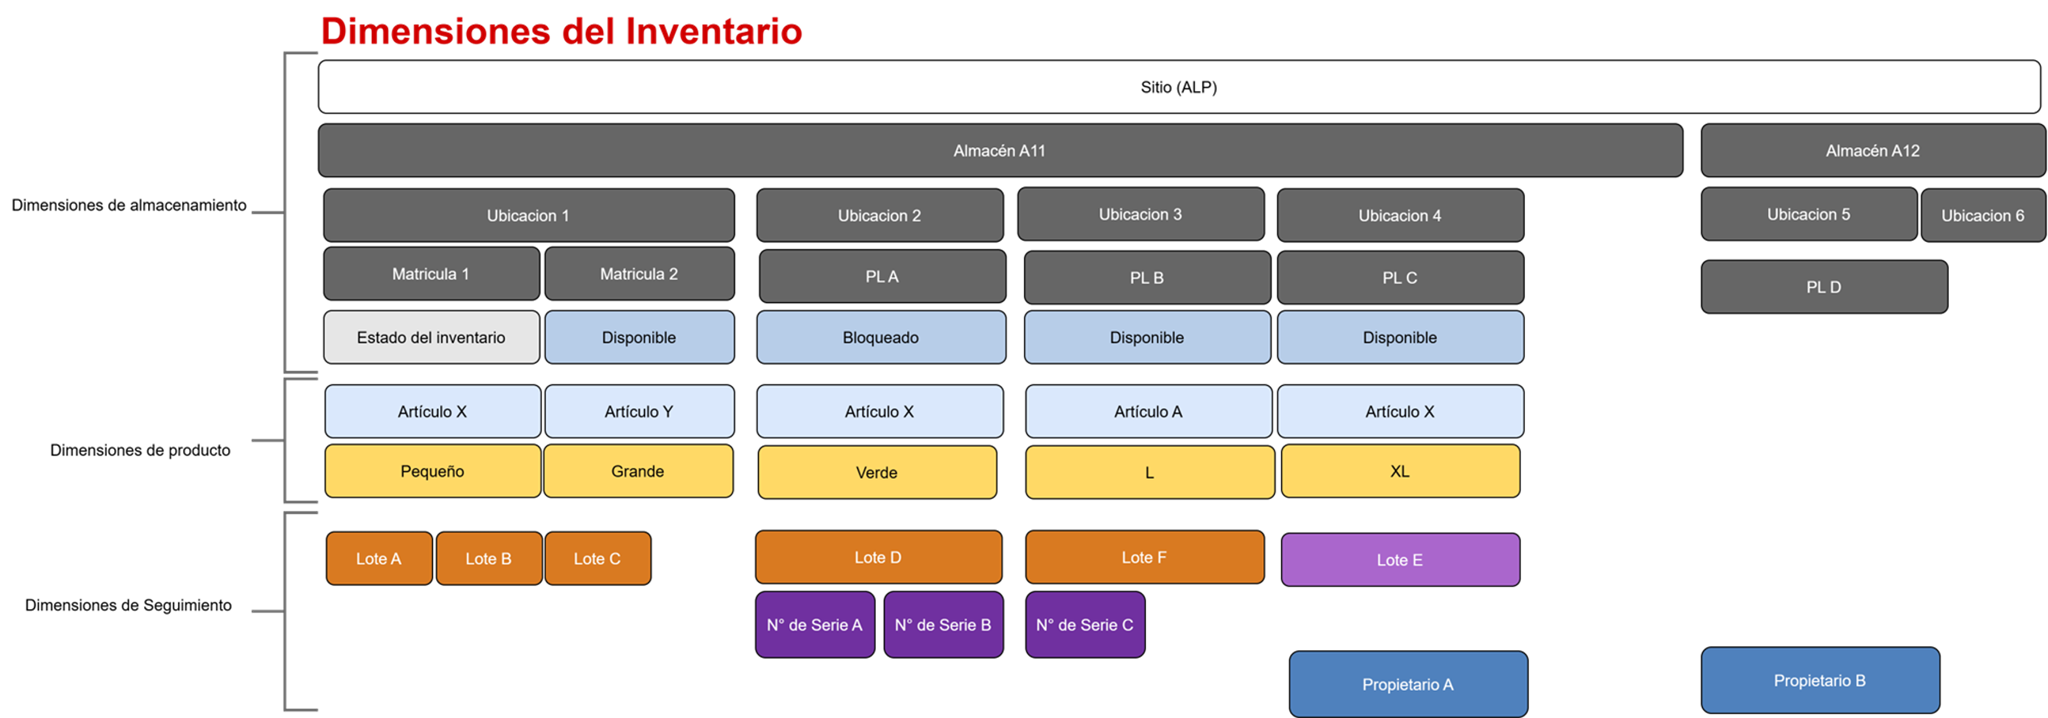 Dimensiones del Inventario
Sitio (ALP)
Almacén A11
Almacén A12
Dimensiones de almacenamiento
Ubicacion 1
Ubicacion 2
Ubicacion 3
Ubicacion 4
Ubicacion 5
Ubicacion 6
Matricula 1
Matricula 2
PL A
PL B
PL C
PL D
Estado del inventario
Disponible
Bloqueado
Disponible
Disponible
Dimensiones de producto
Artículo X
Artículo Y
Artículo X
Artículo A
Artículo X
Pequeño
Grande
Verde
L
XL
Dimensiones de Seguimiento
Lote A
Lote B
Lote C
Lote D
Lote F
Lote E
N° de Serie A
N° de Serie B
N° de Serie C
Propietario A
Propietario B